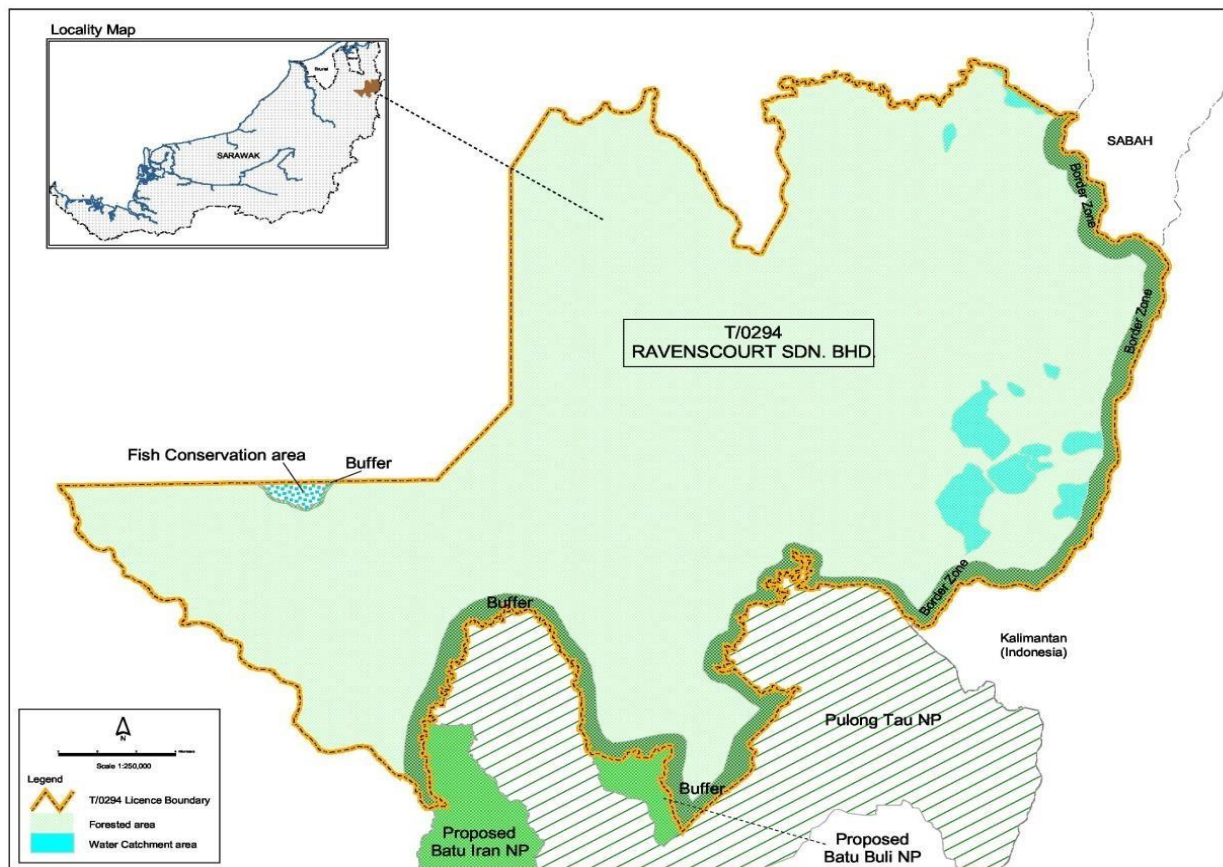 Locality Map
Brunei
SARAWAK
SABAH
Border Zone
Border Zone
T/0294
RAVENSCOURT SDN. BHD.
Fish Conservation area
Buffer
Border Zone
Buffer
Kalimantan
(Indonesia)
Pulong Tau NP
N
Scale 1:250,000
Legend
T/0294 Licence Boundary
Forested area
Water Catchment area
Buffer
Proposed
Batu Iran NP
Proposed
Batu Buli NP